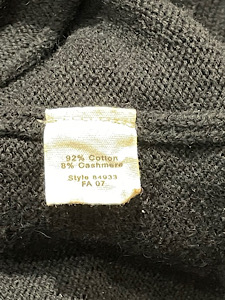 92% Cotton
8% Cashmere
Style 84933
FA 07